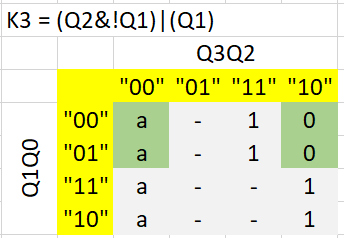 K3 = (Q2&!Q1)|(Q1)
Q3Q2
"00" "01" "11" "10"
Q1Q0
"00" a - 1 0
"01" a - 1 0
"11" a - - 1
"10" a - - 1